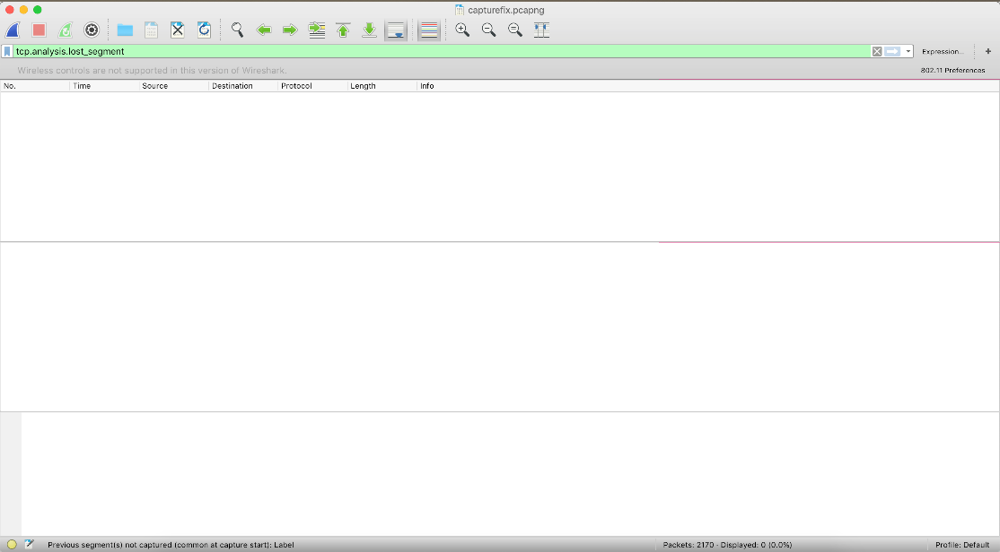 capturefix.pcapng
tcp.analysis.lost_segment Expression... +
Wireless controls are not supported in this version of Wireshark. 802.11 Preferences
No. Time Source Destination Protocol Length Info
Previous segment(s) not captured (common at capture start): Label Packets: 2170 · Displayed: 0 (0.0%) Profile: Default